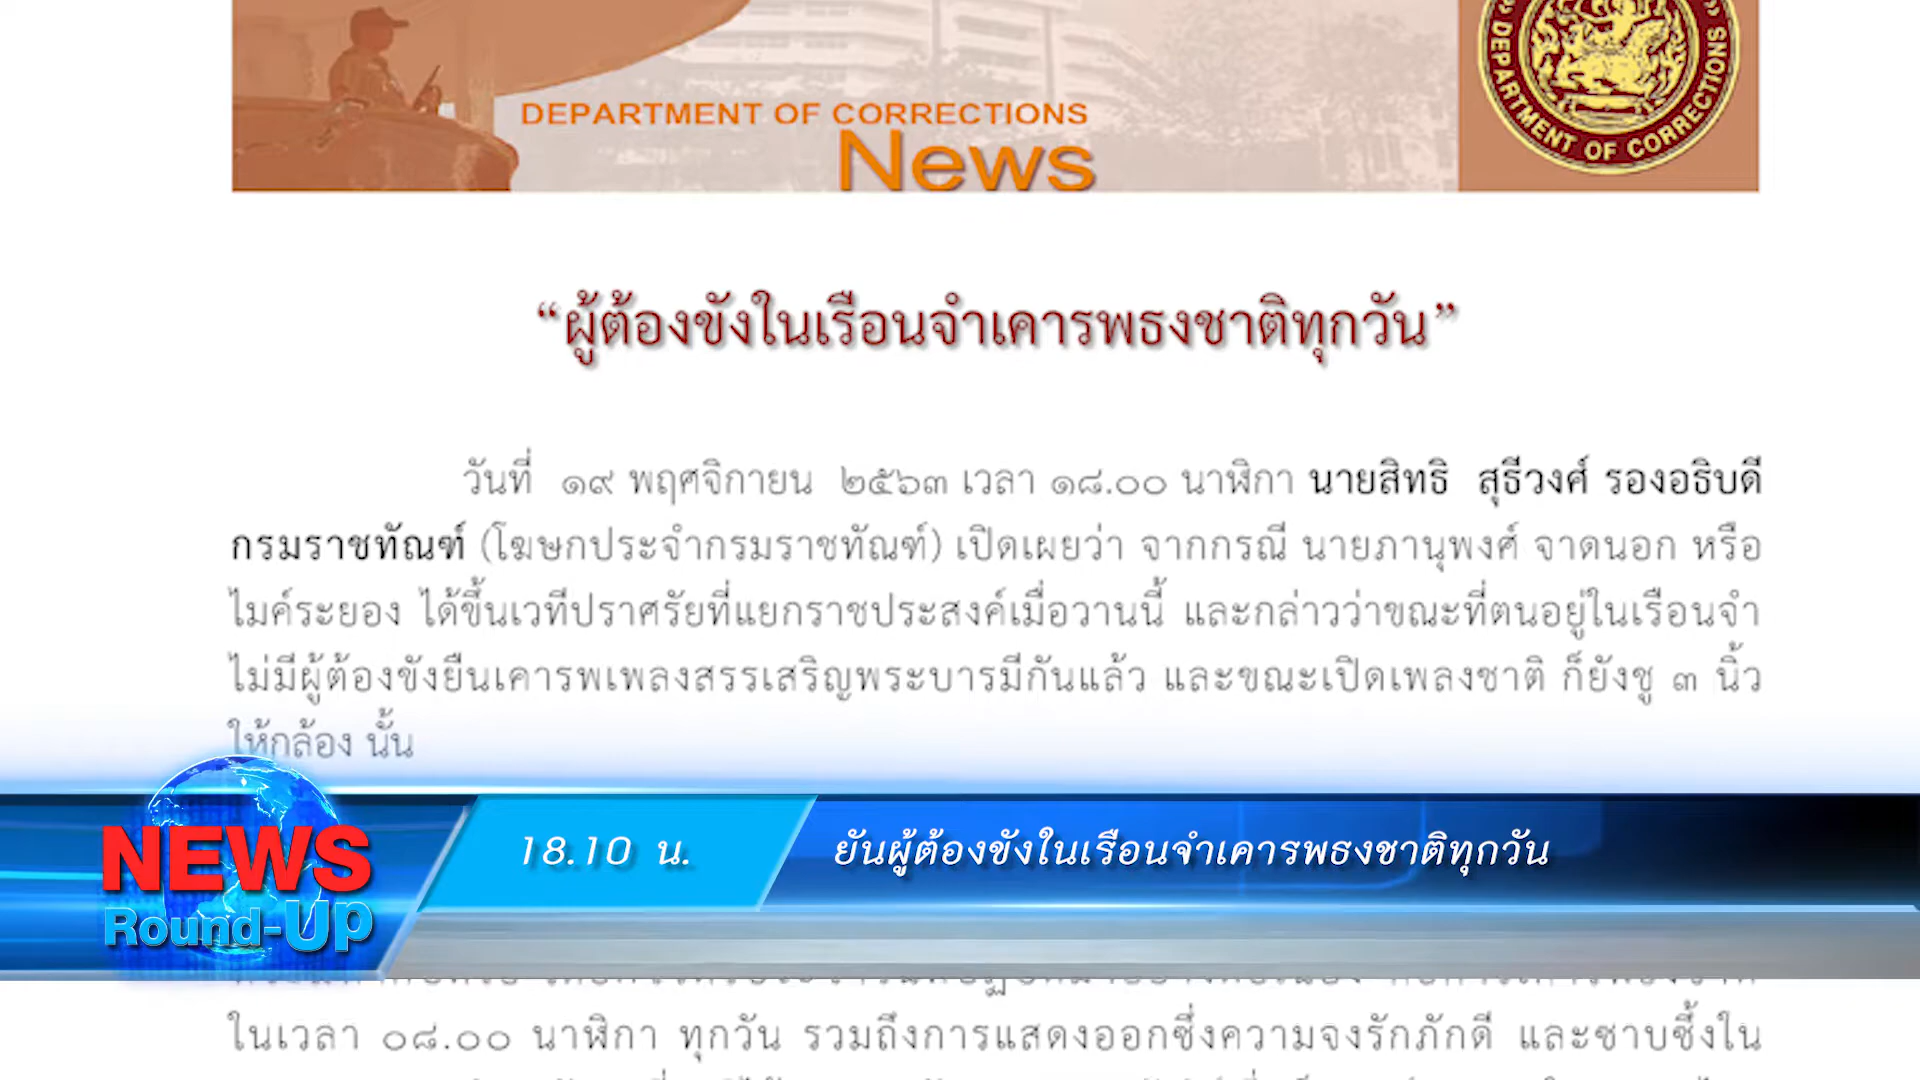 DEPARTMENT OF CORRECTIONS
News
DEPARTMENT OF CORRECTIONS
“ผู้ต้องขังในเรือนจำเคารพธงชาติทุกวัน”
วันที่ ๑๙ พฤศจิกายน ๒๕๖๓ เวลา ๑๘.๐๐ นาฬิกา นายสิทธิ สุธีวงศ์ รองอธิบดี
กรมราชทัณฑ์ (โฆษกประจำกรมราชทัณฑ์) เปิดเผยว่า จากกรณี นายภานุพงศ์ จาดนอก หรือ
ไมค์ระยอง ได้ขึ้นเวทีปราศรัยที่แยกราชประสงค์เมื่อวานนี้ และกล่าวว่าขณะที่ตนอยู่ในเรือนจำ
ไม่มีผู้ต้องขังยืนเคารพเพลงสรรเสริญพระบารมีกันแล้ว และขณะเปิดเพลงชาติ ก็ยังชู ๓ นิ้ว
ให้กล้อง นั้น
NEWS
Round-Up
18.10 น.
ยันผู้ต้องขังในเรือนจำเคารพธงชาติทุกวัน
ในเวลา ๐๘.๐๐ นาฬิกา ทุกวัน รวมถึงการแสดงออกซึ่งความจงรักภักดี และซาบซึ้งใน